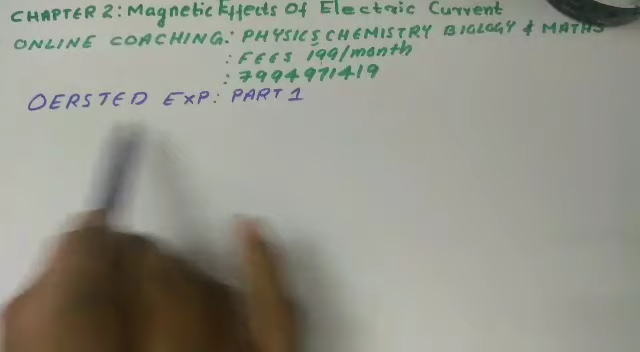 CHAPTER 2: Magnetic Effects Of Electric Current
ONLINE COACHING: PHYSICS CHEMISTRY BIOLOGY & MATHS
: FEES 199/month
: 7994971419
OERSTED EXP: PART 1